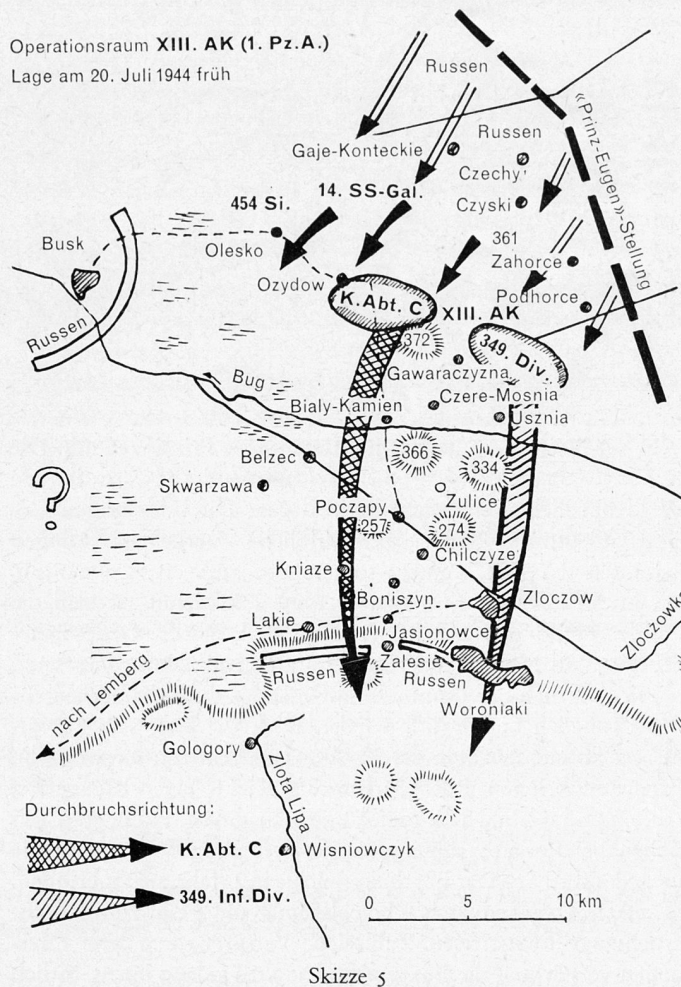 Operationsraum XIII. AK (1. Pz.A.)
Lage am 20. Juli 1944 früh
Russen
Russen
«Prinz-Eugen»-Stellung
Gaje-Konteckie
Czechy
Czyski
14. SS-Gal.
454 Si.
361
Busk
Olesko
Zahorce
Ozydow
K.Abt. C
XIII. AK
Podhorce
Russen
372
349. Div.
Gawaraczyzna
Bug
Czere-Mosnia
Bialy-Kamien
Usznia
Belzec
366
334
Skwarzawa
?
Zulice
Poczapy
257
274
Chilczyze
Kniaze
Boniszyn
Zloczow
Zloczowka
Lakie
Jasionowce
Zalesie
Russen
Russen
nach Lemberg
Woroniaki
Gologory
Złota Lipa
Durchbruchsrichtung:
K.Abt. C
Wisniowczyk
349. Inf.Div.
0 5 10 km
Skizze 5